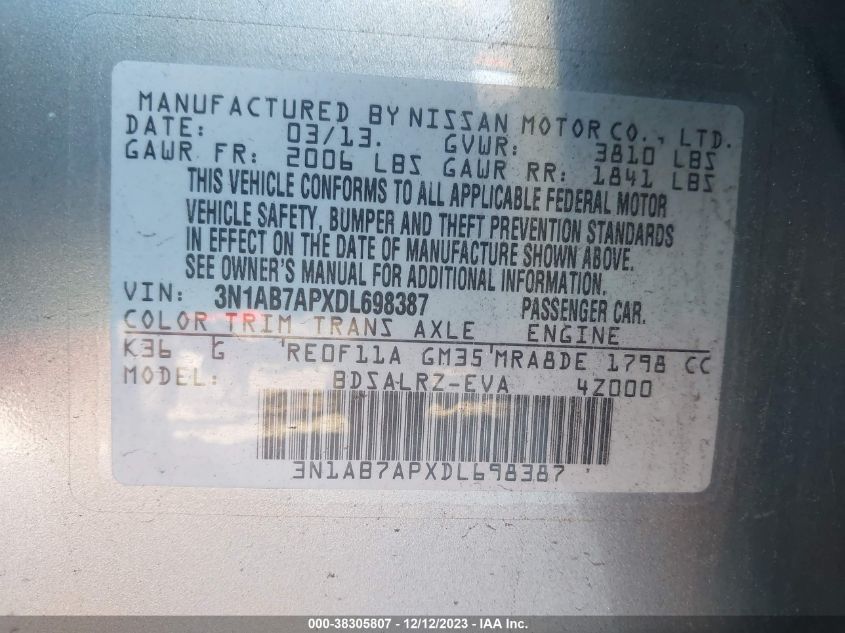 MANUFACTURED BY NISSAN MOTOR CO., LTD.
DATE: 03/13. GVWR: 3810 LBS
GAWR FR: 2006 LBS GAWR RR: 1841 LBS
THIS VEHICLE CONFORMS TO ALL APPLICABLE FEDERAL MOTOR
VEHICLE SAFETY, BUMPER AND THEFT PREVENTION STANDARDS
IN EFFECT ON THE DATE OF MANUFACTURE SHOWN ABOVE.
SEE OWNER'S MANUAL FOR ADDITIONAL INFORMATION.
VIN: 3N1AB7APXDL698387 PASSENGER CAR.
COLOR TRIM TRANS AXLE ENGINE
K36 G RE0F11A GM35 MRA8DE 1798 CC
MODEL: BDSALRZ-EVA 4Z000
3N1AB7APXDL698387
000-38305807 - 12/12/2023 - IAA Inc.